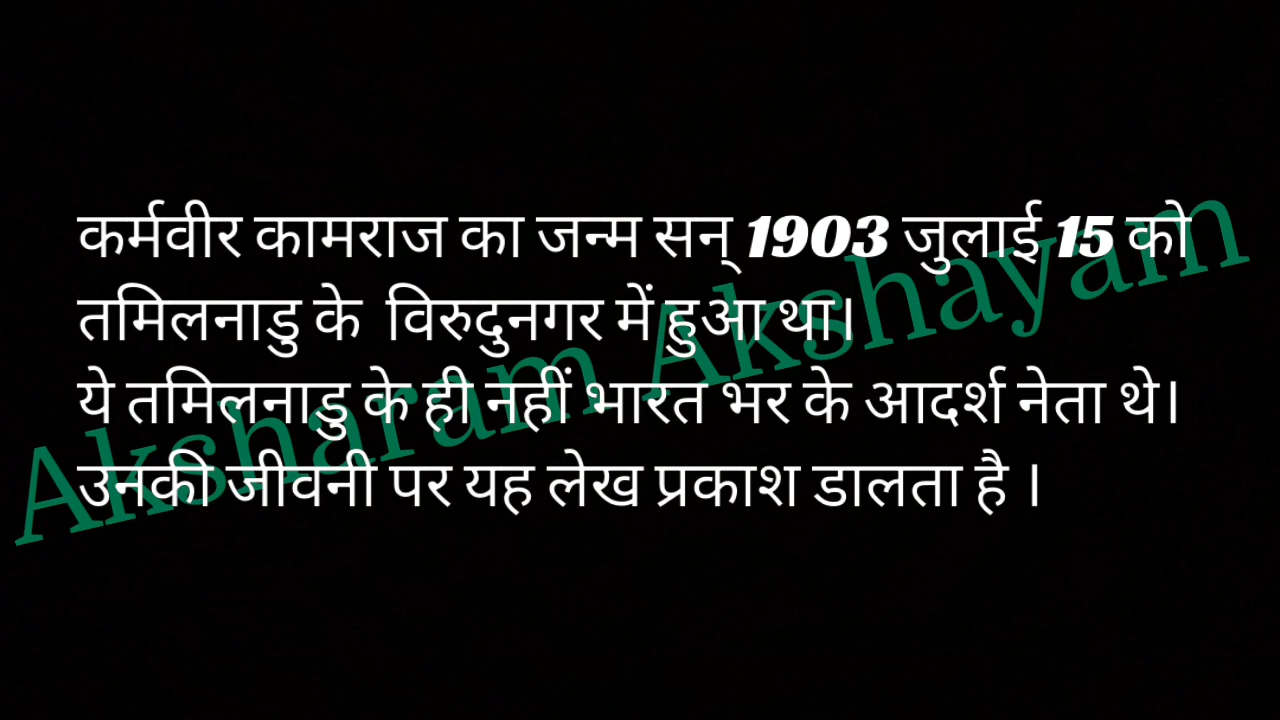 कर्मवीर कामराज का जन्म सन् 1903 जुलाई 15 को
तमिलनाडु के विरुदुनगर में हुआ था।
ये तमिलनाडु के ही नहीं भारत भर के आदर्श नेता थे।
उनकी जीवनी पर यह लेख प्रकाश डालता है ।
Aksharam Akshayam